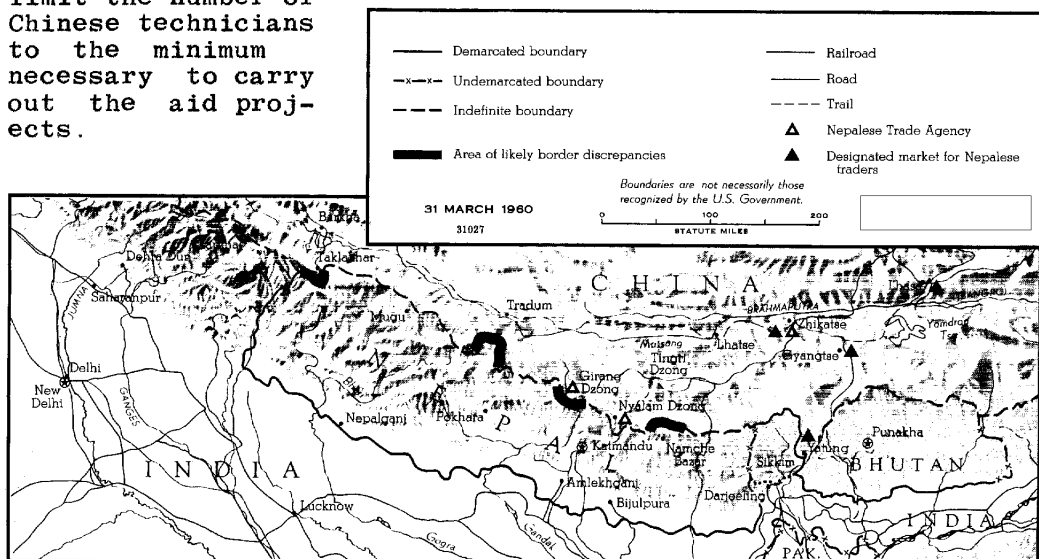 limit the number of
Chinese technicians
to the minimum
necessary to carry
out the aid proj-
ects.
Demarcated boundary
Undemarcated boundary
Indefinite boundary
Area of likely border discrepancies
Railroad
Road
Trail
Nepalese Trade Agency
Designated market for Nepalese
traders
Boundaries are not necessarily those
recognized by the U.S. Government.
31 MARCH 1960
31027
0 100 200
STATUTE MILES
Dehra Dun
Taklakhar
CHINA
Saharanpur
JUMNA
Tradum
BRAHMAPUTRA
Mugu
Zhikatse
Yamdrok
Lhatse
Tingri
Dzong
Gyangtse
Delhi
New
Delhi
GANGES
NEPAL
Girang
Dzong
Nepalganj
Pokhara
Nyalam Dzong
Katmandu
Namche
Bazar
Sikkim
Yatung
Punakha
BHUTAN
INDIA
Amlekhganj
Darjeeling
Lucknow
Bijulpura
INDIA
Gogra
Gandak
PAK.